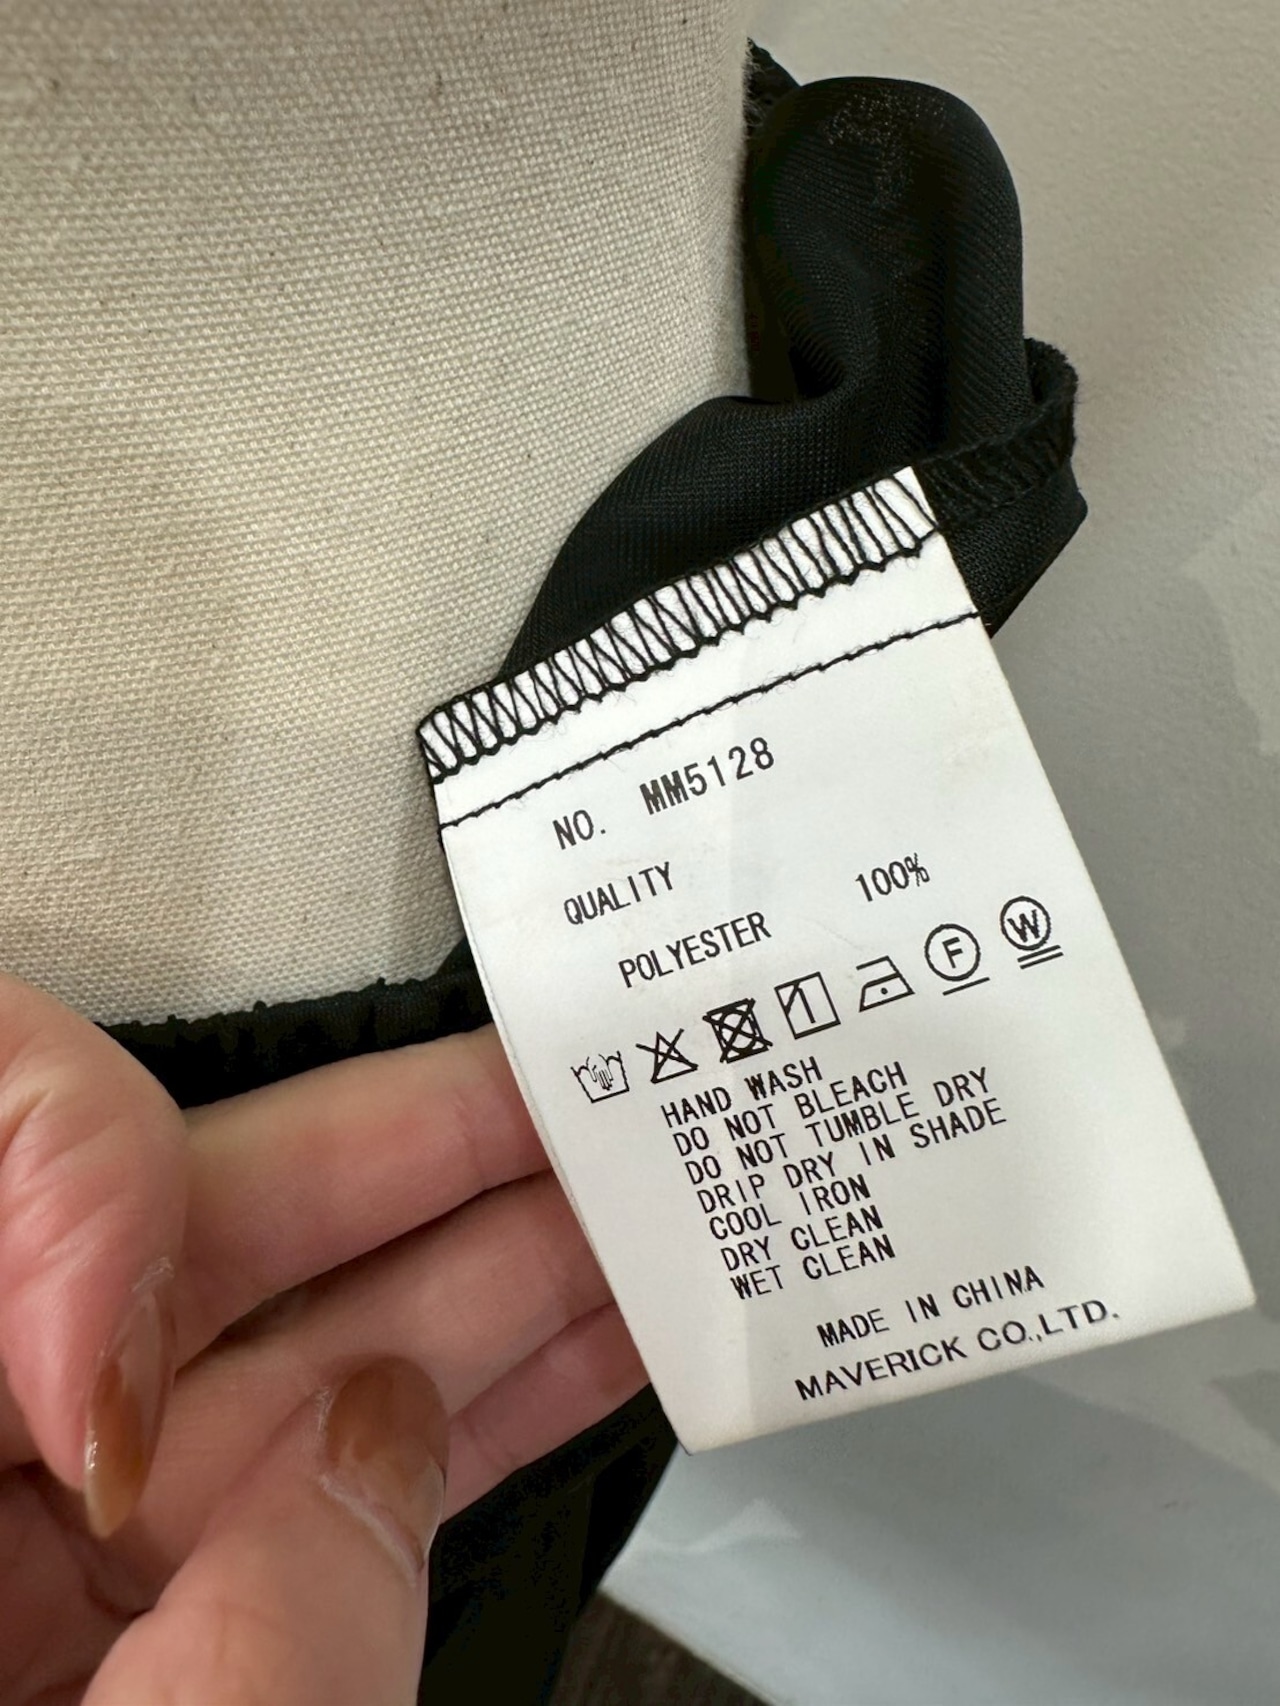 NO. MM5128
QUALITY
POLYESTER 100%
F W
HAND WASH
DO NOT BLEACH
DO NOT TUMBLE DRY
DRIP DRY IN SHADE
COOL IRON
DRY CLEAN
WET CLEAN
MADE IN CHINA
MAVERICK CO.,LTD.